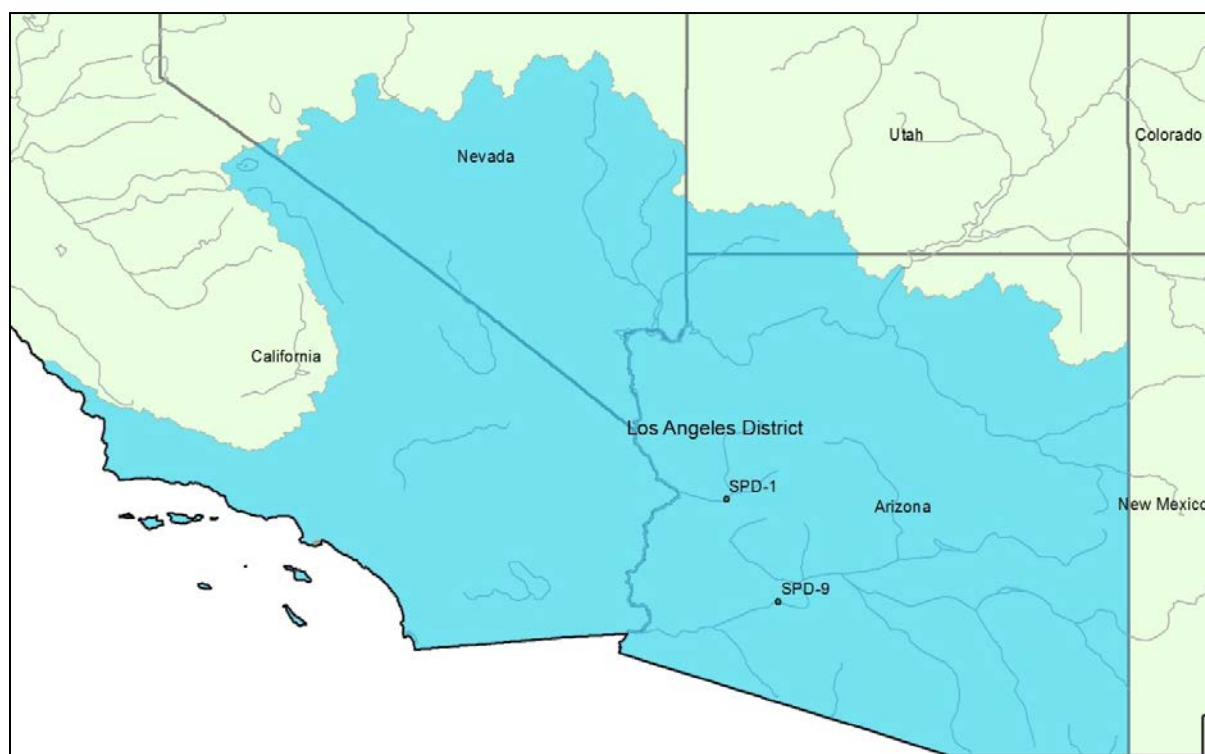 Utah
Colorado
Nevada
California
Los Angeles District
SPD-1
Arizona
New Mexico
SPD-9